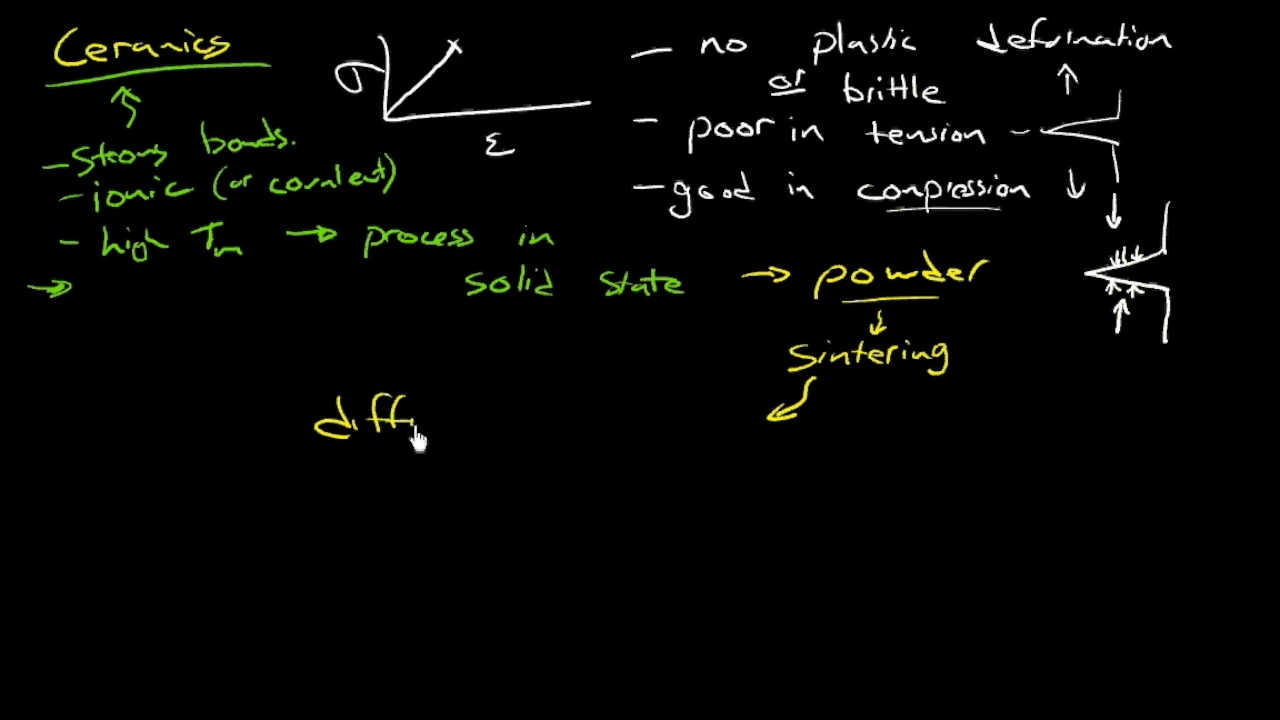 Ceramics
- Strong bonds.
- ionic (or covalent)
- high Tm → process in
→ solid state → powder
σ
ε
- no plastic deformation
or brittle
- poor in tension -
- good in compression ↓
sintering
diff